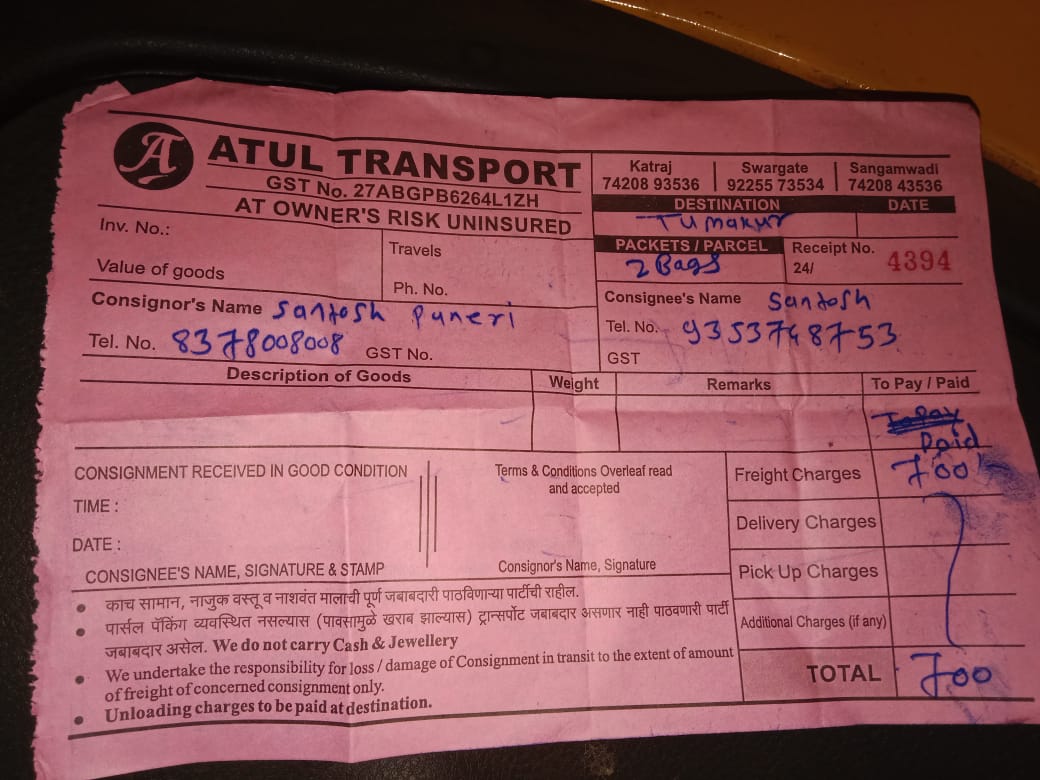 A
ATUL TRANSPORT
GST No. 27ABGPB6264L1ZH
AT OWNER'S RISK UNINSURED
Katraj
74208 93536
Swargate
92255 73534
Sangamwadi
74208 43536
DESTINATION
DATE
Tumakur
Inv. No.:
Value of goods
Travels
Ph. No.
PACKETS / PARCEL
2 Bags
Receipt No.
24/ 4394
Consignor's Name Santosh Puneri
Tel. No. 8378008008 GST No.
Consignee's Name Santosh
Tel. No. 9353748753
GST
Description of Goods
Weight
Remarks
To Pay / Paid
To Pay
Paid
CONSIGNMENT RECEIVED IN GOOD CONDITION
TIME :
DATE :
CONSIGNEE'S NAME, SIGNATURE & STAMP
Terms & Conditions Overleaf read
and accepted
Consignor's Name, Signature
Freight Charges 700
Delivery Charges
Pick Up Charges
Additional Charges (if any)
TOTAL 700
• काच सामान, नाजुक वस्तू व नाशवंत मालाची पूर्ण जबाबदारी पाठविणाऱ्या पार्टीची राहील.
• पार्सल पॅकिंग व्यवस्थित नसल्यास (पावसामुळे खराब झाल्यास) ट्रान्सपोर्ट जबाबदार असणार नाही पाठवणारी पार्टी
जबाबदार असेल. We do not carry Cash & Jewellery
• We undertake the responsibility for loss / damage of Consignment in transit to the extent of amount
of freight of concerned consignment only.
• Unloading charges to be paid at destination.